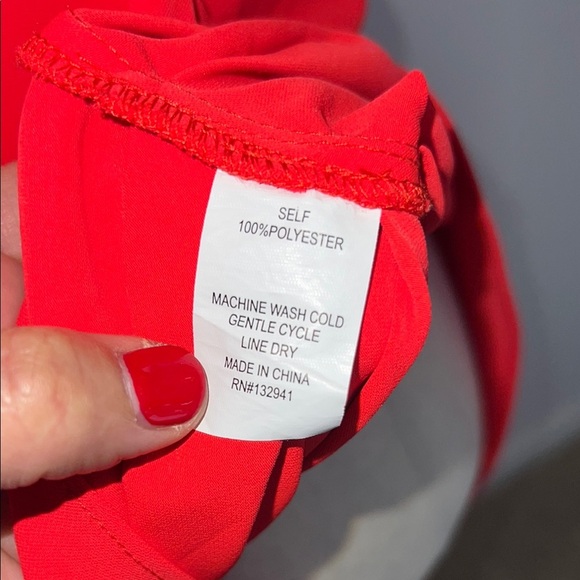 SELF
100%POLYESTER
MACHINE WASH COLD
GENTLE CYCLE
LINE DRY
MADE IN CHINA
RN#132941